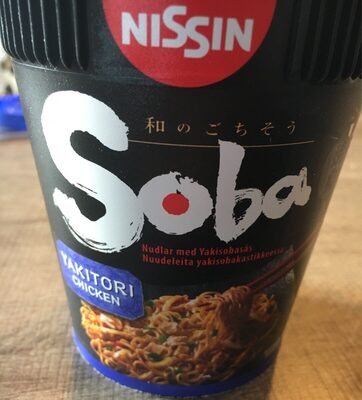 NISSIN
和のごちそう
Soba
Nudlar med Yakisobasås
Nuudeleita yakisobakastikkeessa
YAKITORI
CHICKEN